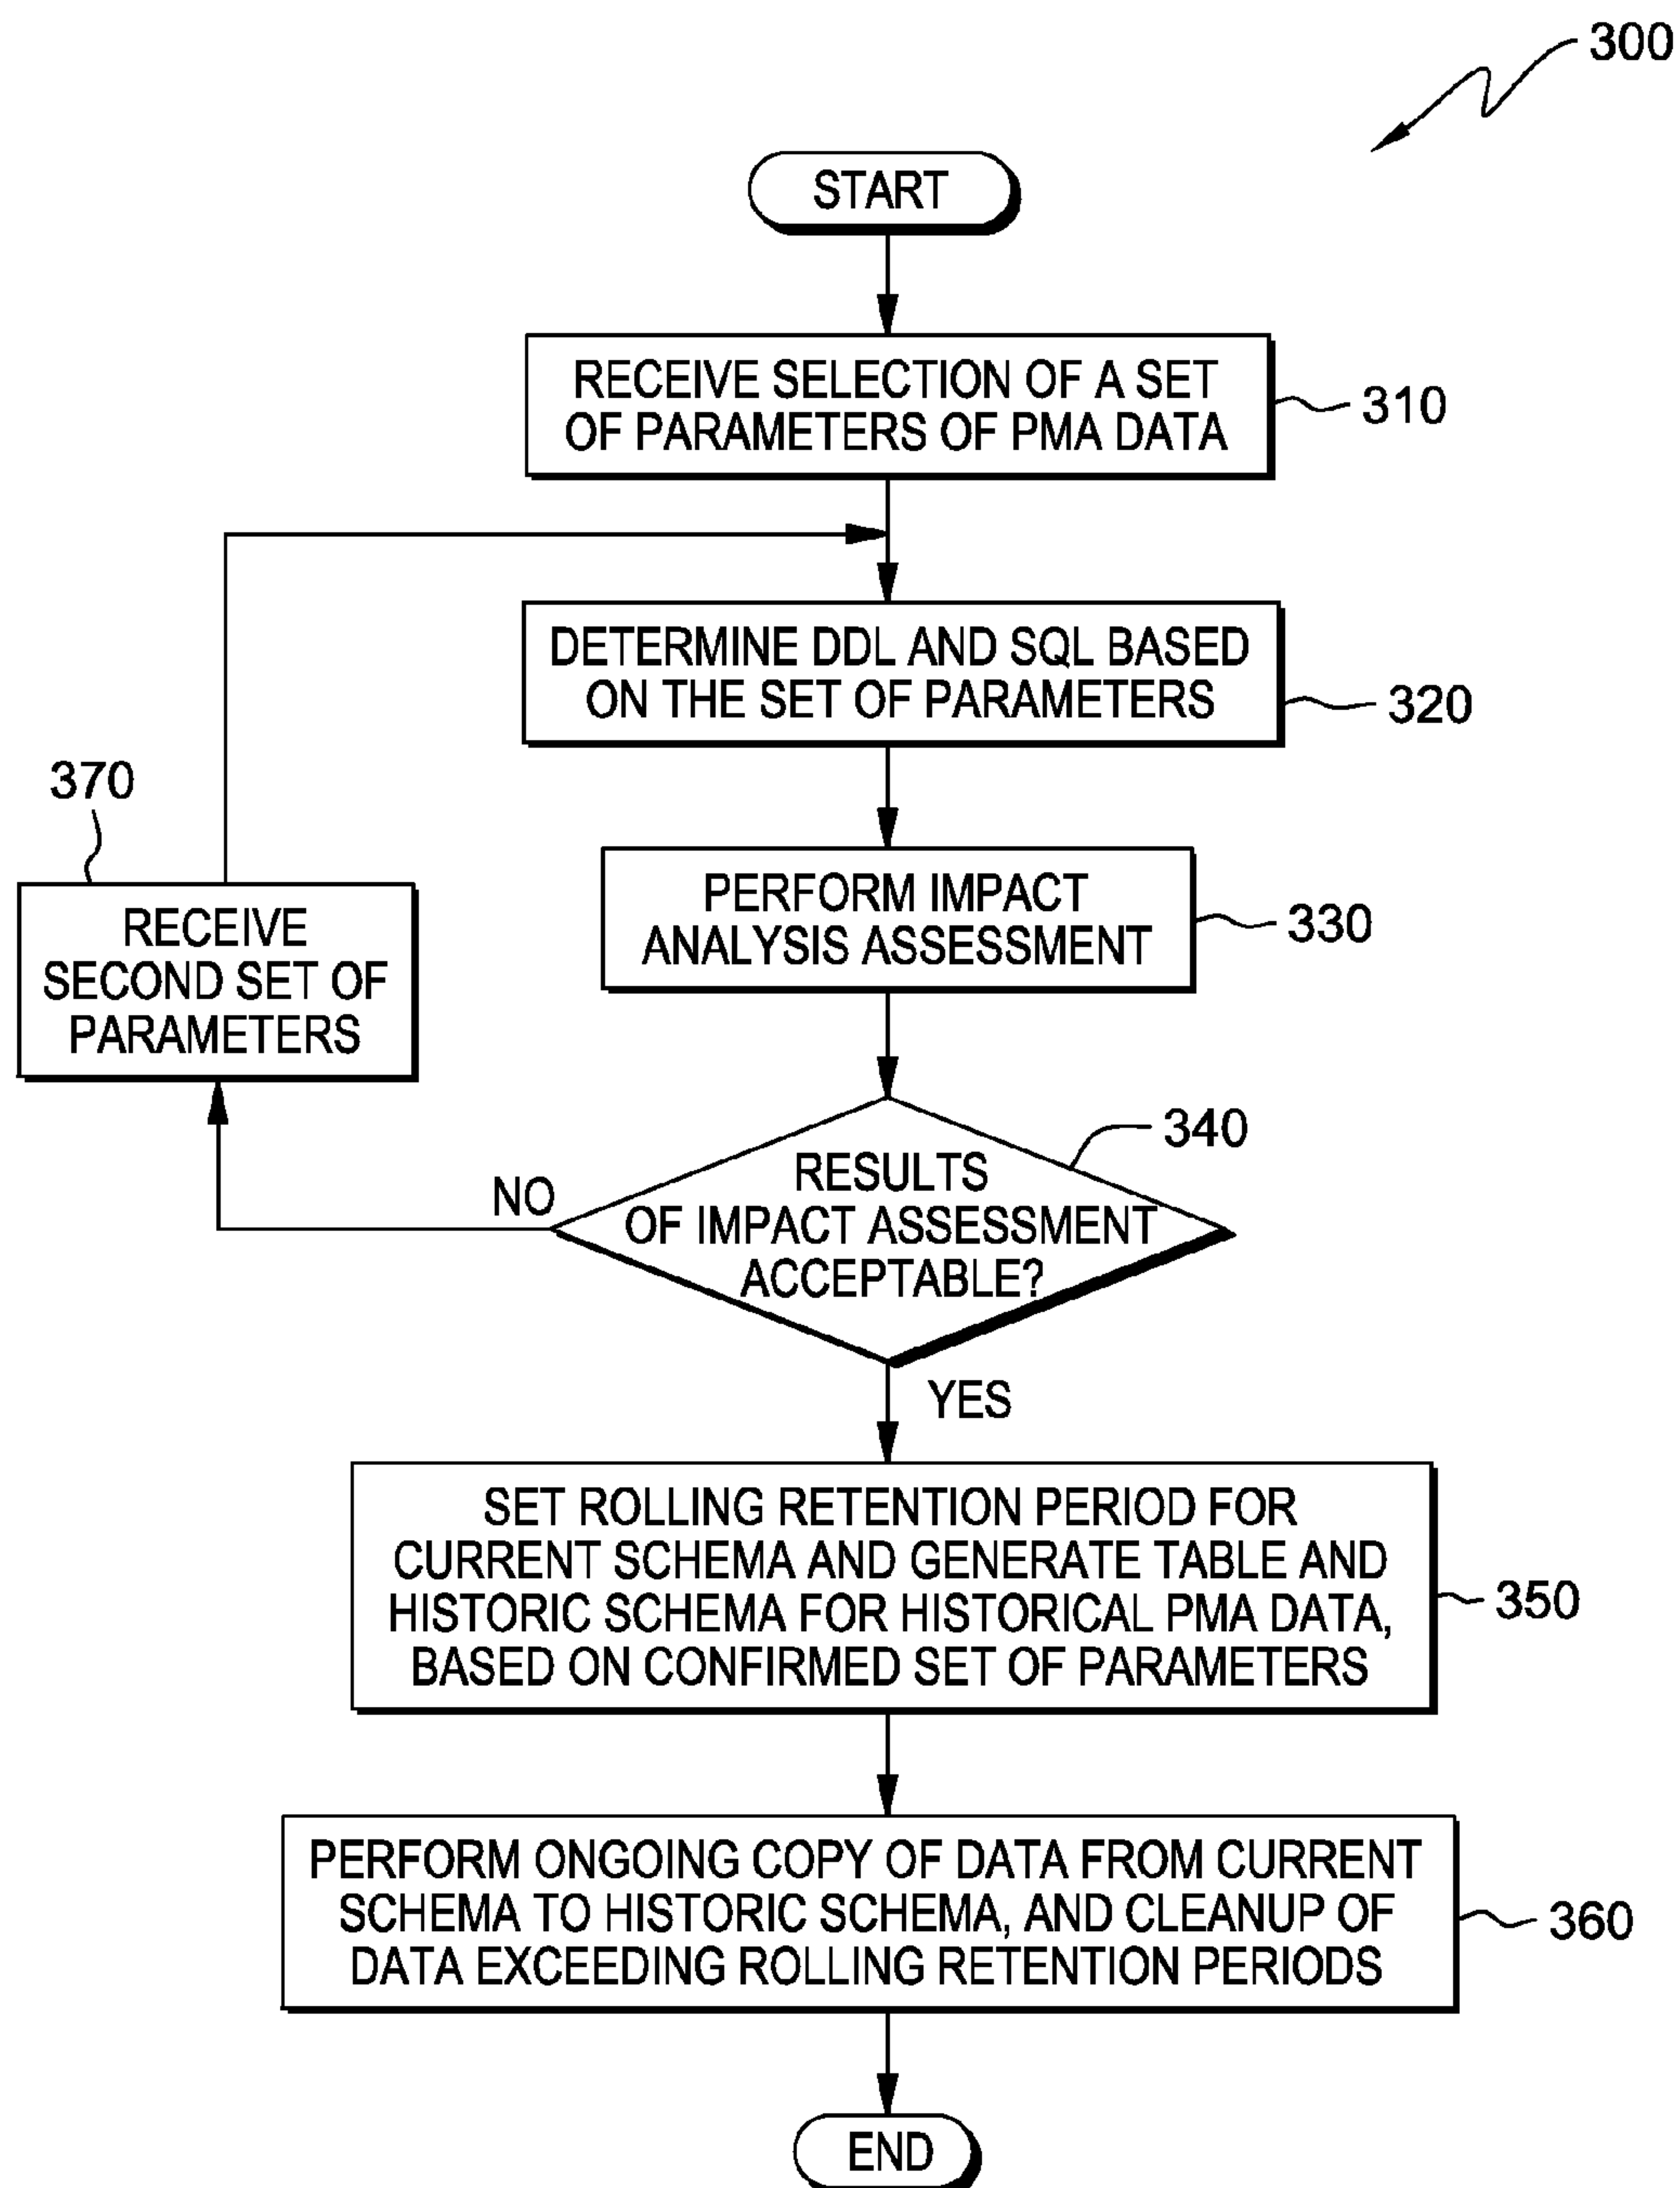 300
START
RECEIVE SELECTION OF A SET
OF PARAMETERS OF PMA DATA
310
DETERMINE DDL AND SQL BASED
ON THE SET OF PARAMETERS
320
370
RECEIVE
SECOND SET OF
PARAMETERS
PERFORM IMPACT
ANALYSIS ASSESSMENT
330
340
RESULTS
OF IMPACT ASSESSMENT
ACCEPTABLE?
NO
YES
SET ROLLING RETENTION PERIOD FOR
CURRENT SCHEMA AND GENERATE TABLE AND
HISTORIC SCHEMA FOR HISTORICAL PMA DATA,
BASED ON CONFIRMED SET OF PARAMETERS
350
PERFORM ONGOING COPY OF DATA FROM CURRENT
SCHEMA TO HISTORIC SCHEMA, AND CLEANUP OF
DATA EXCEEDING ROLLING RETENTION PERIODS
360
END